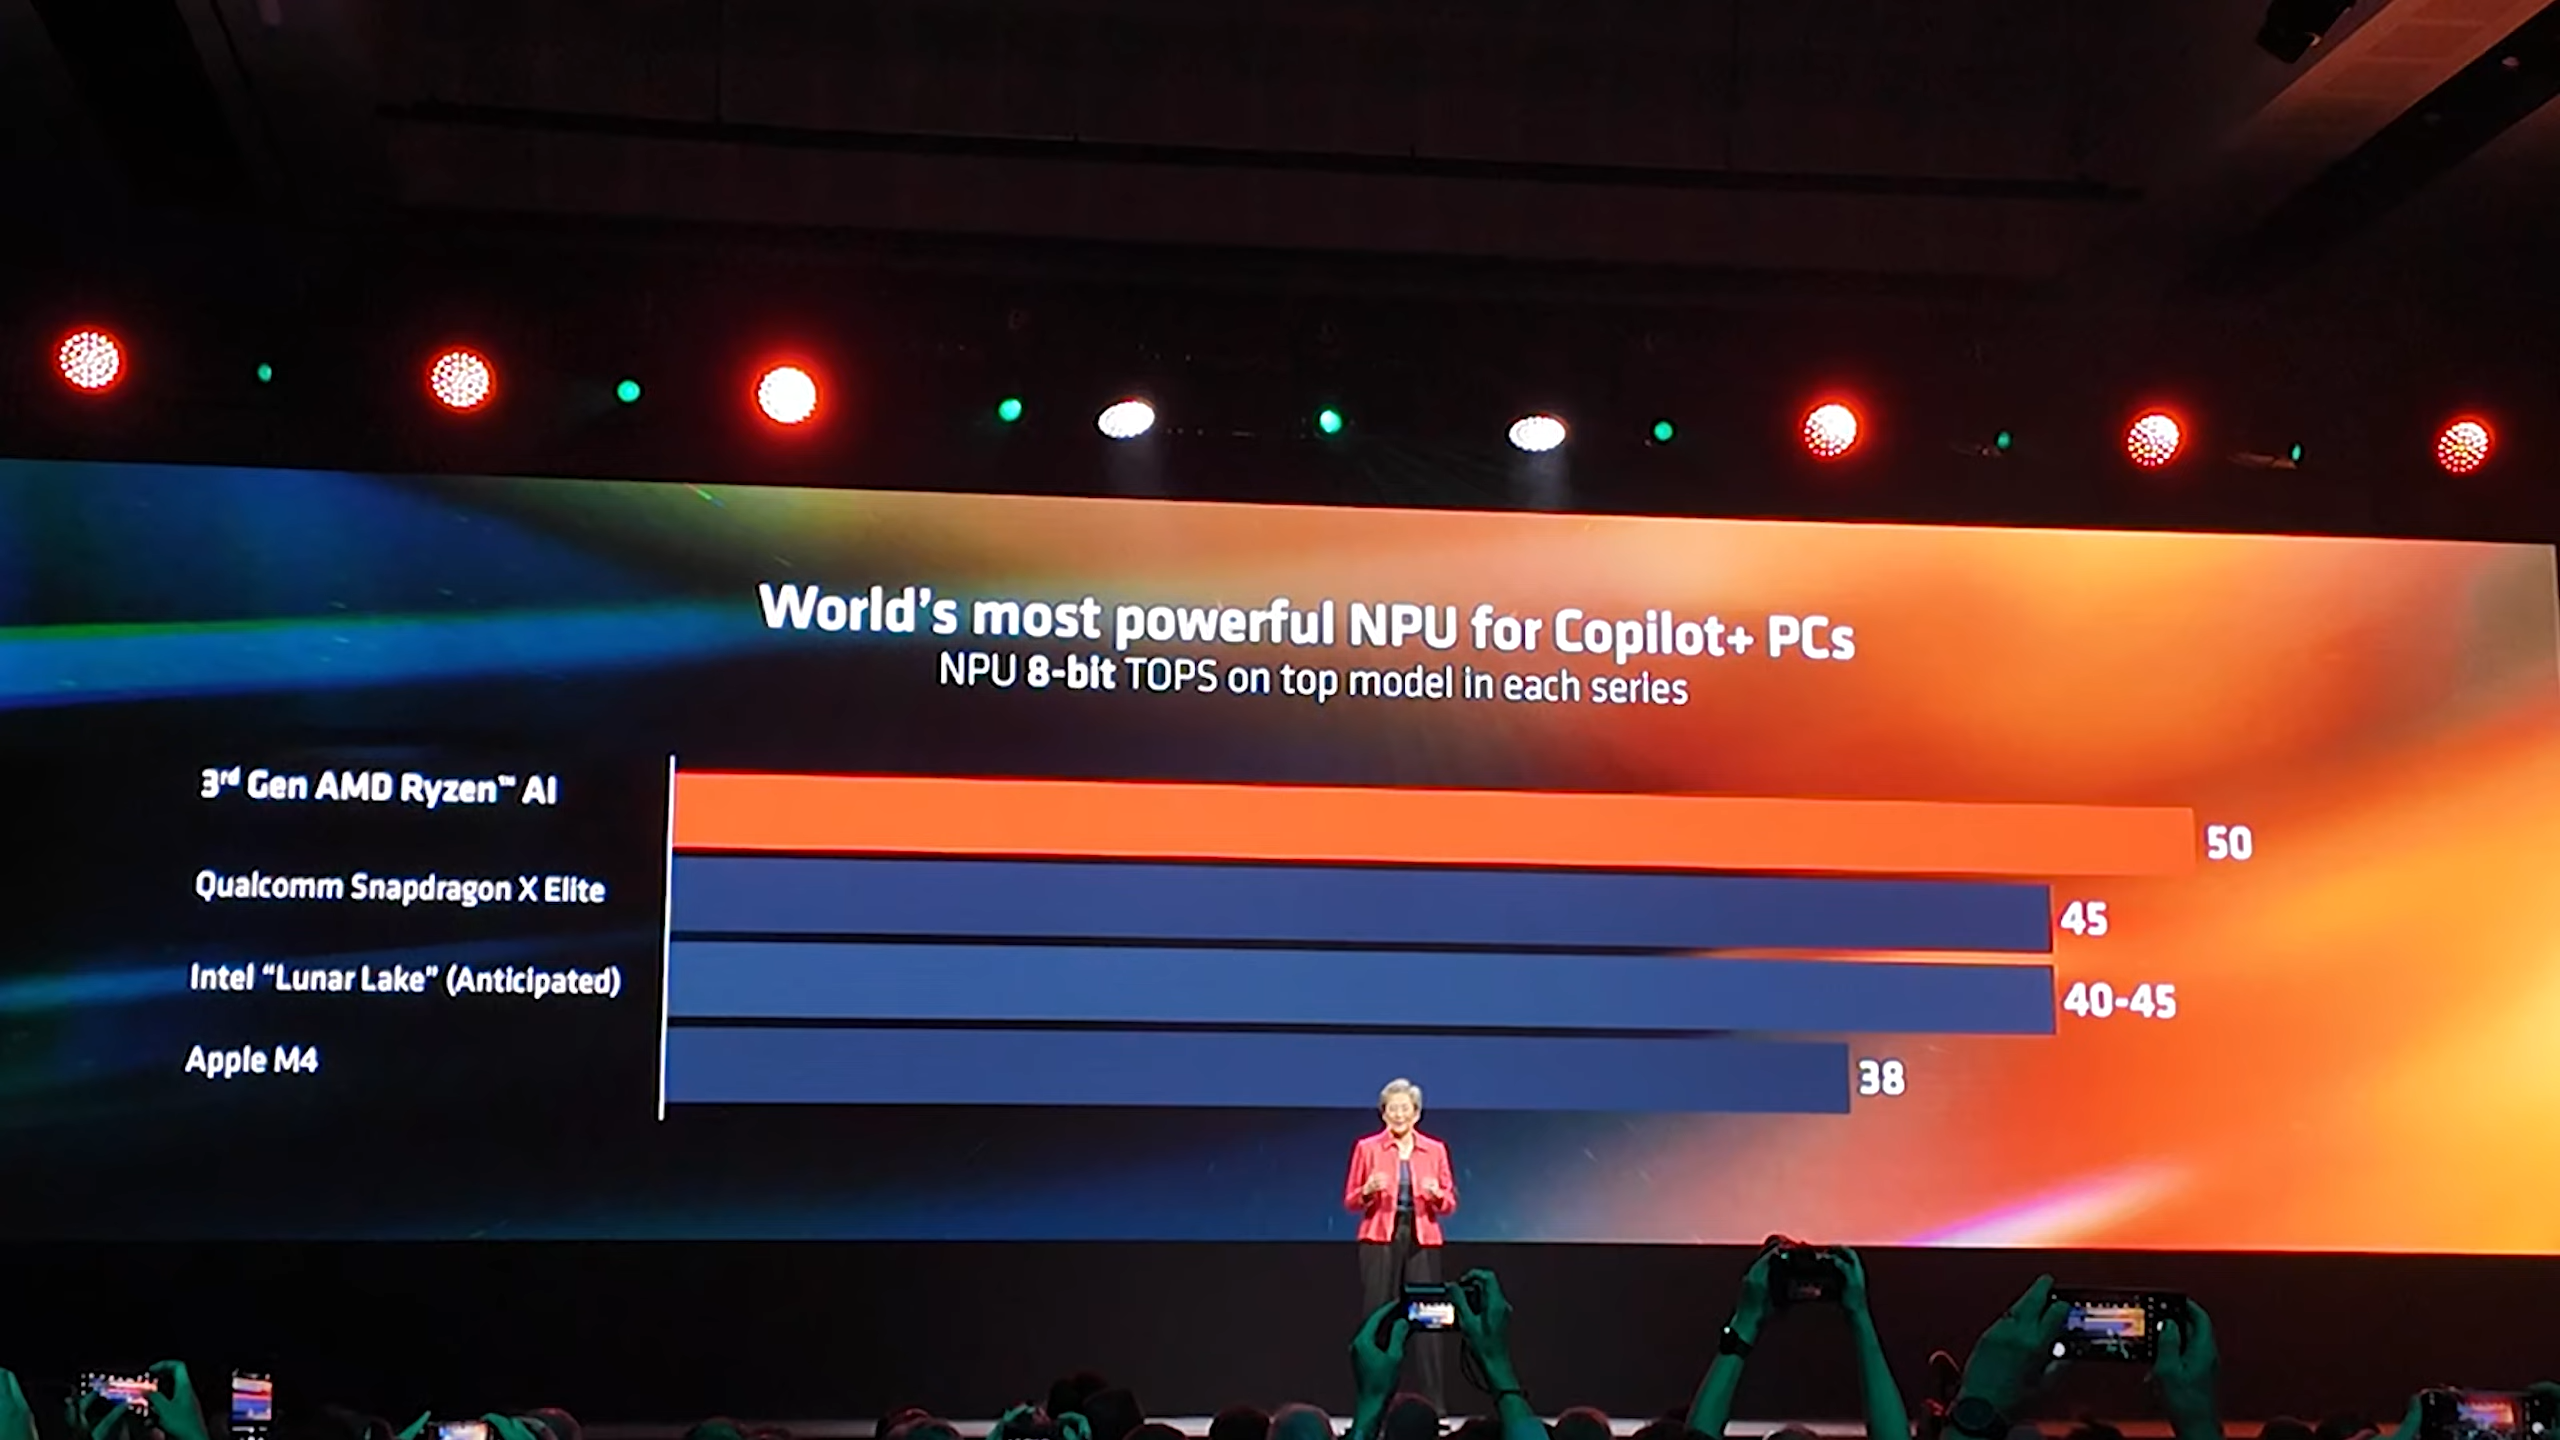 World's most powerful NPU for Copilot+ PCs
NPU 8-bit TOPS on top model in each series
3rd Gen AMD Ryzen™ AI
50
Qualcomm Snapdragon X Elite
45
Intel “Lunar Lake” (Anticipated)
40-45
Apple M4
38